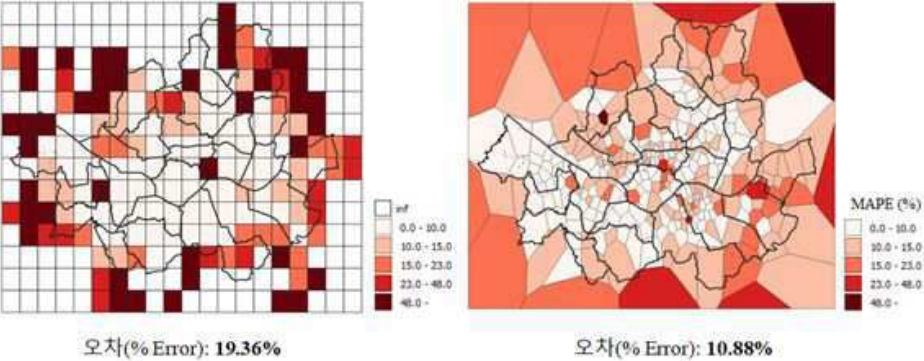 inf
0.0 - 10.0
10.0 - 15.0
15.0 - 23.0
23.0 - 48.0
48.0 -
MAPE (%)
0.0 - 10.0
10.0 - 15.0
15.0 - 23.0
23.0 - 48.0
48.0 -
오차(% Error): 19.36%
오차(% Error): 10.88%